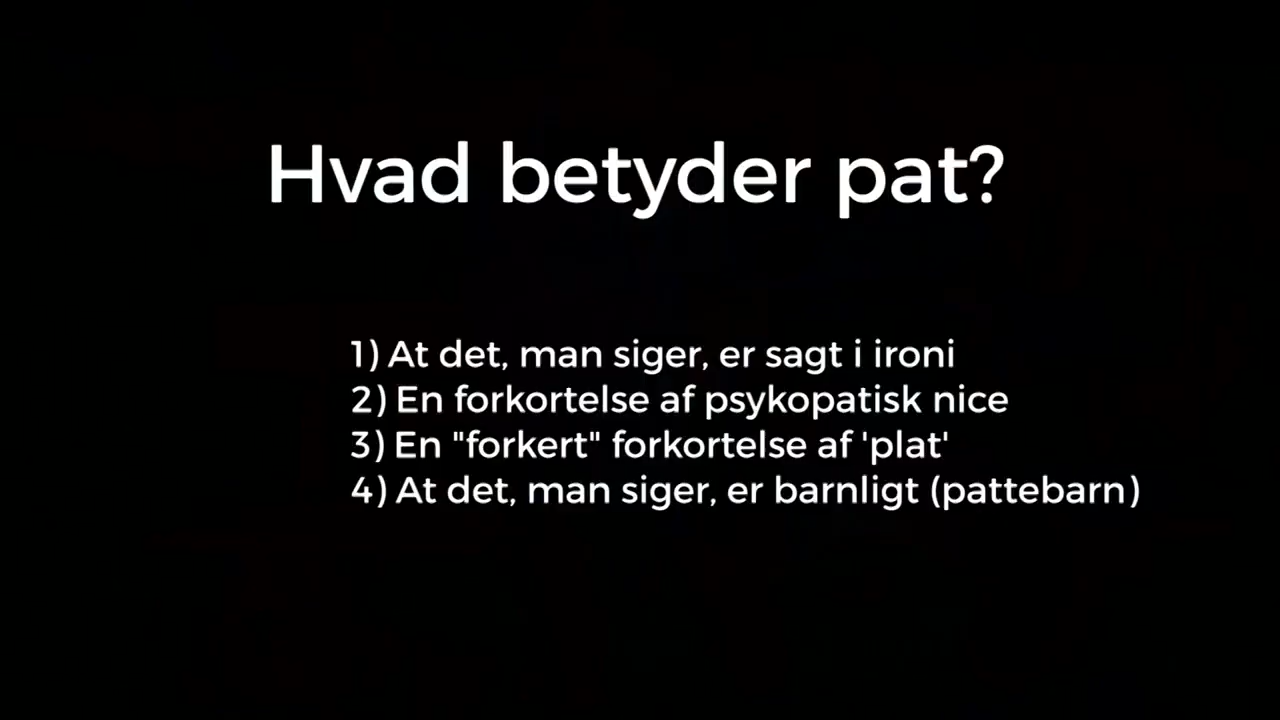 Hvad betyder pat?
1) At det, man siger, er sagt i ironi
2) En forkortelse af psykopatisk nice
3) En "forkert" forkortelse af 'plat'
4) At det, man siger, er barnligt (pattebarn)